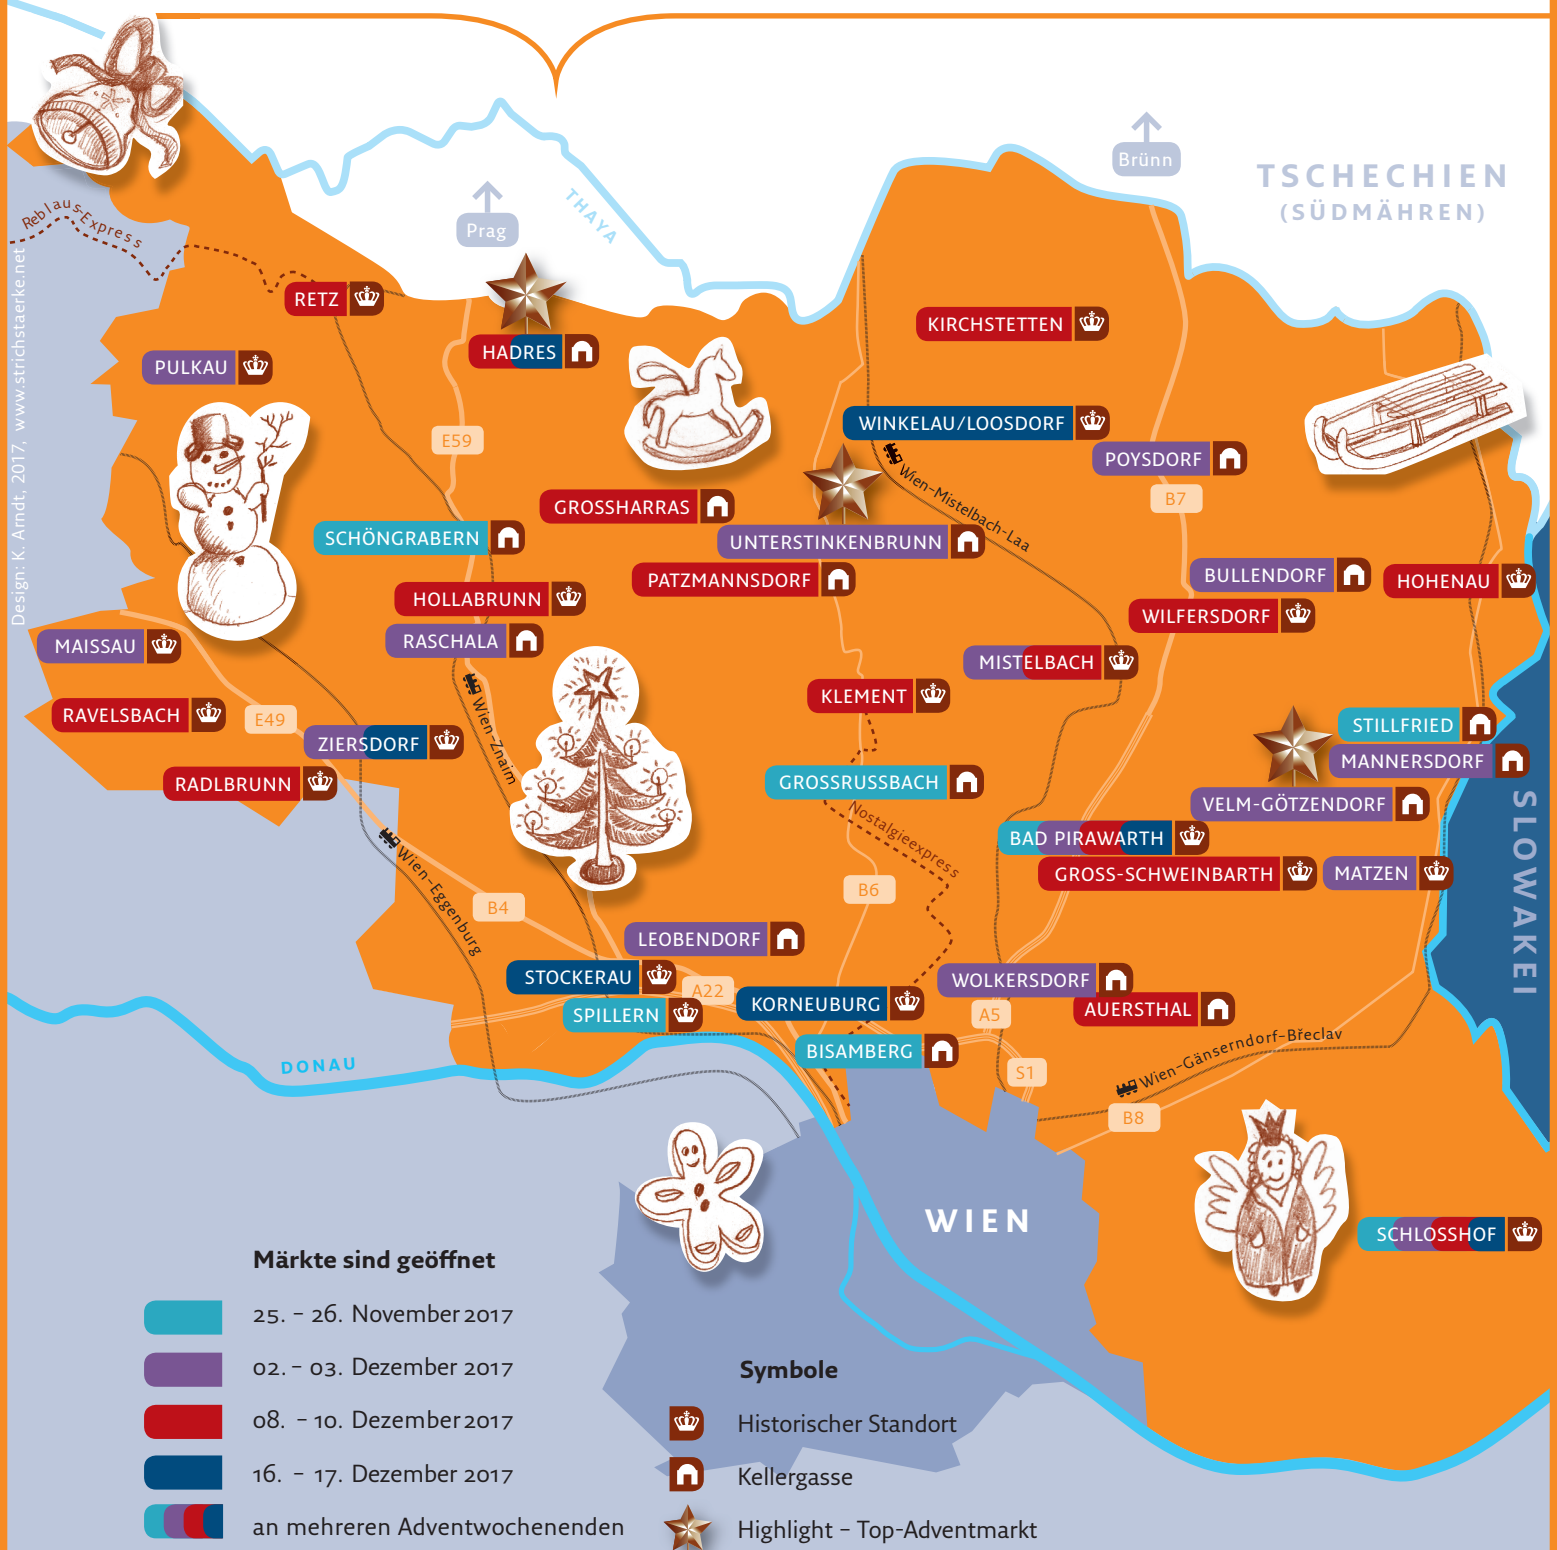 Brünn
TSCHECHIEN
(SÜDMÄHREN)
THAYA
Prag
Reblaus-Express
RETZ
HADRES
KIRCHSTETTEN
PULKAU
WINKELAU/LOOSDORF
E59
POYSDORF
Wien-Mistelbach-Laa
B7
GROSSHARRAS
SCHÖNGRABERN
UNTERSTINKENBRUNN
PATZMANNSDORF
BULLENDORF
HOHENAU
HOLLABRUNN
WILFERSDORF
RASCHALA
MAISSAU
MISTELBACH
KLEMENT
RAVELSBACH
E49
Wien-Znaim
ZIERSDORF
STILLFRIED
MANNERSDORF
RADLBRUNN
GROSSRUSSBACH
VELM-GÖTZENDORF
Nostalgieexpress
BAD PIRAWARTH
SLOWAKEI
Wien-Eggenburg
B6
GROSS-SCHWEINBARTH
MATZEN
B4
LEOBENDORF
STOCKERAU
A22
WOLKERSDORF
KORNEUBURG
AUERSTHAL
SPILLERN
A5
BISAMBERG
Wien-Gänserndorf-Břeclav
DONAU
S1
B8
WIEN
SCHLOSSHOF
Design: K. Arndt, 2017, www.strichstaerke.net
Märkte sind geöffnet
25. – 26. November 2017
02. – 03. Dezember 2017
08. – 10. Dezember 2017
16. – 17. Dezember 2017
an mehreren Adventwochenenden
Symbole
Historischer Standort
Kellergasse
Highlight – Top-Adventmarkt